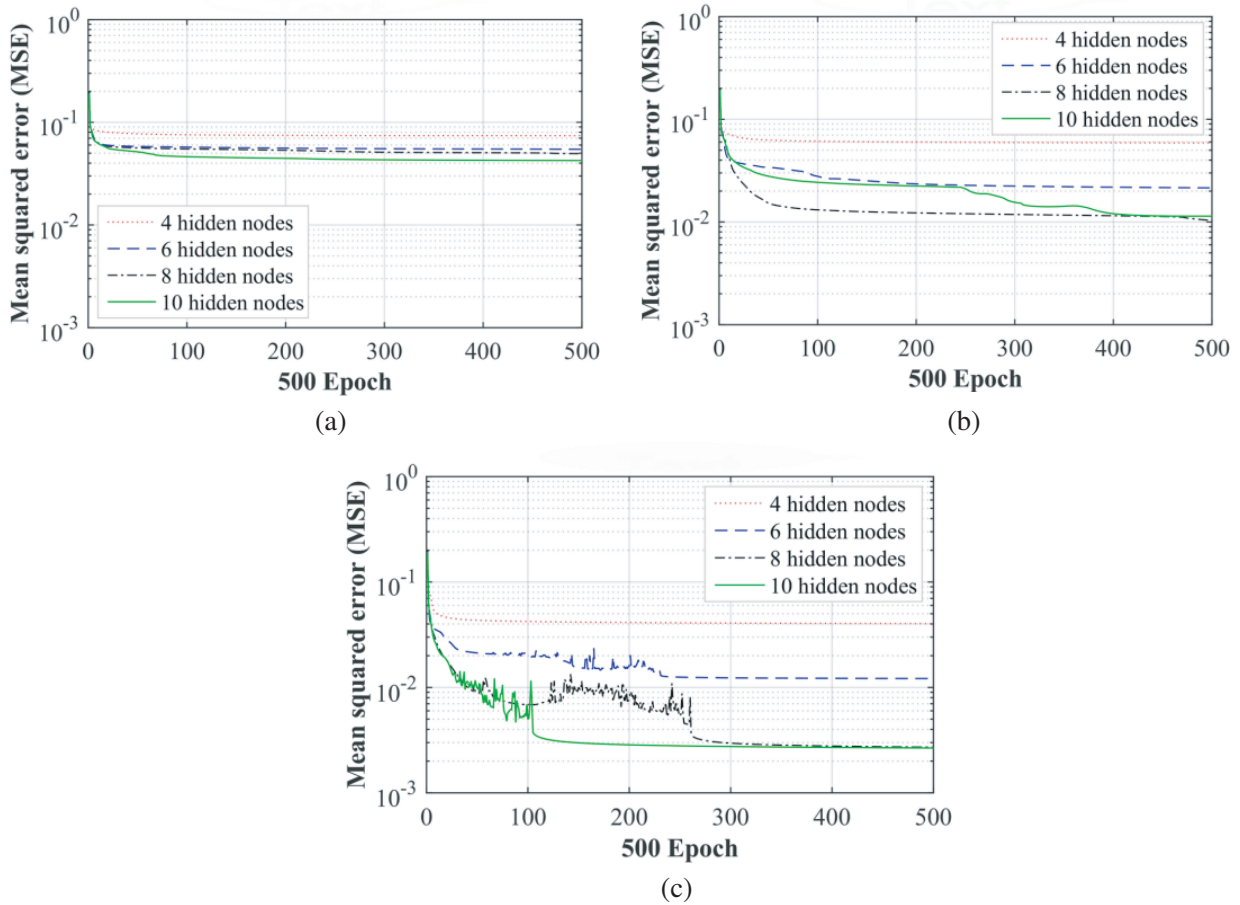 10^0
10^-1
10^-2
10^-3
Mean squared error (MSE)
4 hidden nodes
6 hidden nodes
8 hidden nodes
10 hidden nodes
0 100 200 300 400 500
500 Epoch
(a)
10^0
10^-1
10^-2
10^-3
Mean squared error (MSE)
4 hidden nodes
6 hidden nodes
8 hidden nodes
10 hidden nodes
0 100 200 300 400 500
500 Epoch
(b)
10^0
10^-1
10^-2
10^-3
Mean squared error (MSE)
4 hidden nodes
6 hidden nodes
8 hidden nodes
10 hidden nodes
0 100 200 300 400 500
500 Epoch
(c)